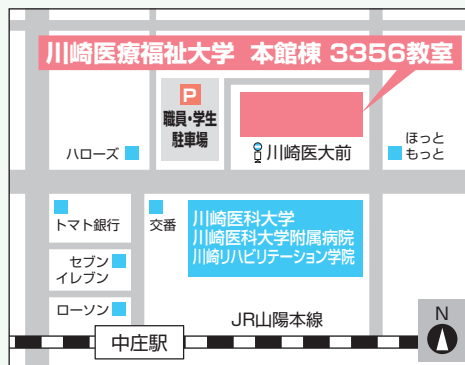 川崎医療福祉大学 本館棟 3356教室
P
職員・学生
駐車場
川崎医大前
ハローズ
ほっと
もっと
トマト銀行
交番
川崎医科大学
川崎医科大学附属病院
川崎リハビリテーション学院
セブン
イレブン
ローソン
JR山陽本線
中庄駅
N